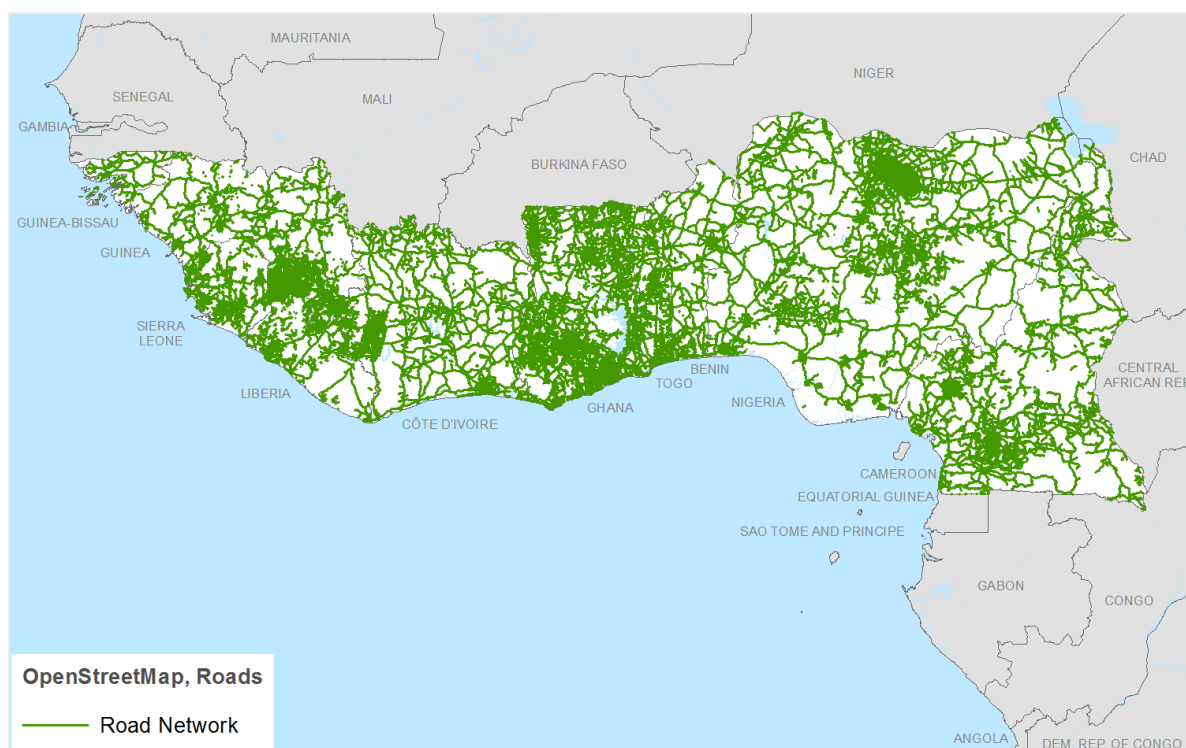 MAURITANIA
NIGER
SENEGAL
MALI
GAMBIA
CHAD
BURKINA FASO
GUINEA-BISSAU
GUINEA
SIERRA
LEONE
CENTRAL
AFRICAN REP
BENIN
TOGO
LIBERIA
NIGERIA
GHANA
CÔTE D'IVOIRE
CAMEROON
EQUATORIAL GUINEA
SAO TOME AND PRINCIPE
GABON
CONGO
OpenStreetMap, Roads
Road Network
ANGOLA
DEM. REP. OF CONGO